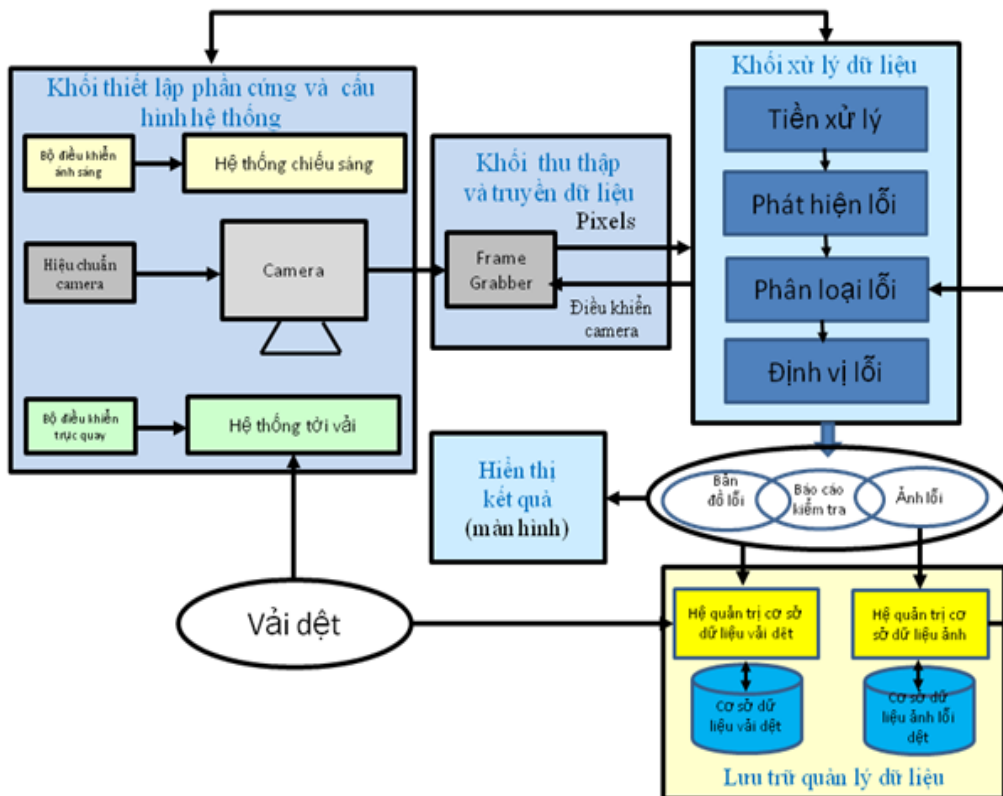 Khối thiết lập phần cứng và cấu
hình hệ thống
Bộ điều khiển
ánh sáng
Hệ thống chiếu sáng
Hiệu chuẩn
camera
Camera
Bộ điều khiển
trục quay
Hệ thống tới vải
Khối thu thập
và truyền dữ liệu
Pixels
Frame
Grabber
Điều khiển
camera
Khối xử lý dữ liệu
Tiền xử lý
Phát hiện lỗi
Phân loại lỗi
Định vị lỗi
Hiển thị
kết quả
(màn hình)
Bản
đồ lỗi
Báo cáo
kiểm tra
Ảnh lỗi
Vải dệt
Hệ quản trị cơ sở
dữ liệu vải dêt
Hệ quản trị cơ
sở dữ liệu ảnh
Cơ sở dữ
liệu vải dệt
Cơ sở dữ
liệu ảnh lỗi
dệt
Lưu trữ quản lý dữ liệu